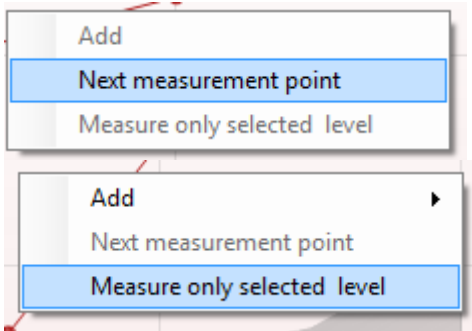 Add
Next measurement point
Measure only selected  level
Add
Next measurement point
Measure only selected  level